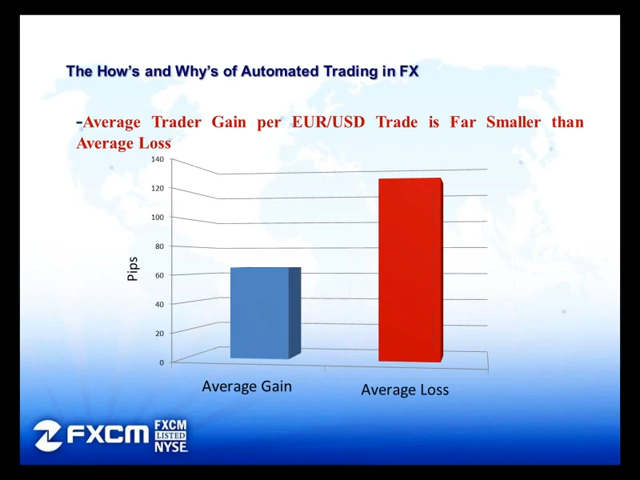 The How's and Why's of Automated Trading in FX
-Average Trader Gain per EUR/USD Trade is Far Smaller than
Average Loss
140
120
100
80
60
40
20
0
Pips
Average Gain
Average Loss
FXCM
FXCM
LISTED
NYSE